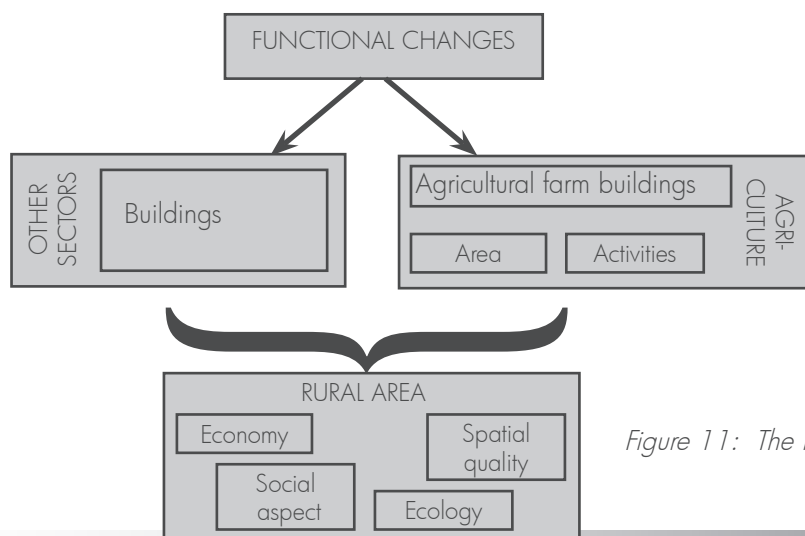 FUNCTIONAL CHANGES
OTHER
SECTORS
Buildings
Agricultural farm buildings
Area
Activities
AGRI-
CULTURE
RURAL AREA
Economy
Spatial
quality
Social
aspect
Ecology
Figure 11: The